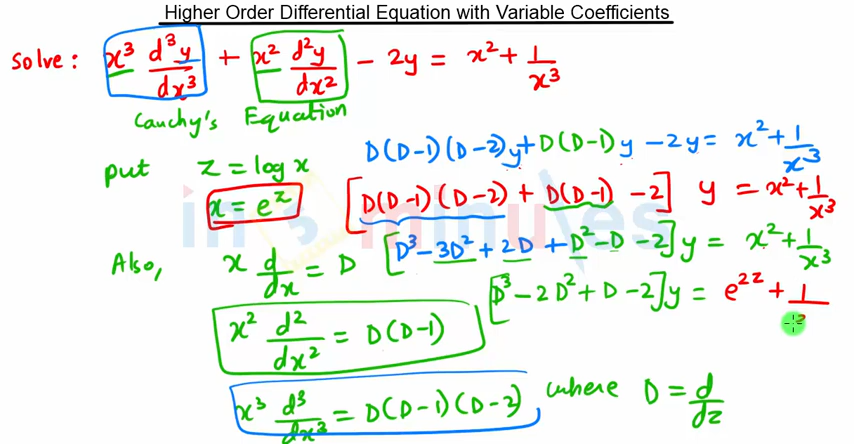 Higher Order Differential Equation with Variable Coefficients
Solve: x³ d³y/dx³ + x² d²y/dx² - 2y = x² + 1/x³
Cauchy's Equation
put z = log x
D(D-1)(D-2)y + D(D-1)y - 2y = x² + 1/x³
x = e^z
[D(D-1)(D-2) + D(D-1) - 2] y = x² + 1/x³
in 3 minutes
Also, x d/dx = D
[D³ - 3D² + 2D + D² - D - 2]y = x² + 1/x³
[D³ - 2D² + D - 2]y = e^2z + 1/
x² d²/dx² = D(D-1)
x³ d³/dx³ = D(D-1)(D-2) where D = d/dz